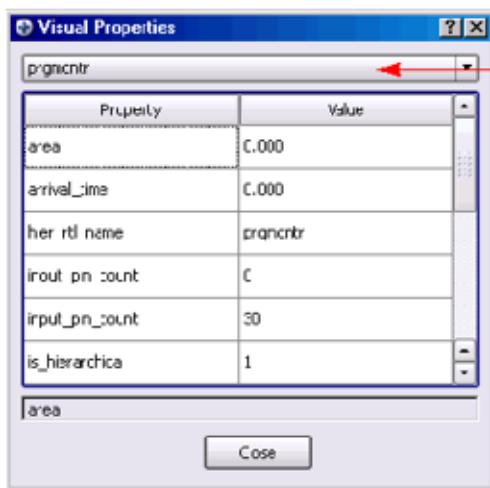 Visual Properties
prgmcntr
Property Value
area 0.000
arrival_time 0.000
hier_rtl_name prgmcntr
inout_pin_count 0
input_pin_count 30
is_hierarchica 1
area
Close